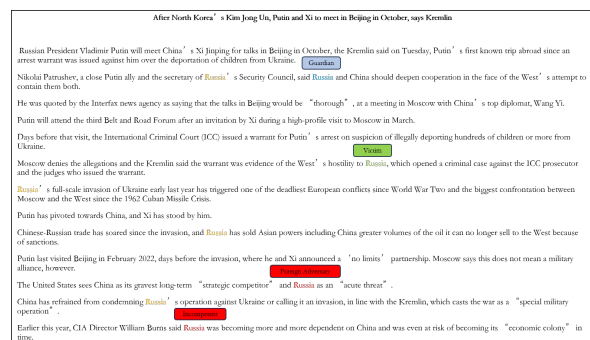 After North Korea's Kim Jong Un, Putin and Xi to meet in Beijing in October, says Kremlin
Russian President Vladimir Putin will meet China's Xi Jinping for talks in Beijing in October, the Kremlin said on Tuesday, Putin's first known trip abroad since an
arrest warrant was issued against him over the deportation of children from Ukraine.
Guardian
Nikolai Patrushev, a close Putin ally and the secretary of Russia's Security Council, said Russia and China should deepen cooperation in the face of the West's attempt to
contain them both.
He was quoted by the Interfax news agency as saying that the talks in Beijing would be "thorough", at a meeting in Moscow with China's top diplomat, Wang Yi.
Putin will attend the third Belt and Road Forum after an invitation by Xi during a high-profile visit to Moscow in March.
Days before that visit, the International Criminal Court (ICC) issued a warrant for Putin's arrest on suspicion of illegally deporting hundreds of children or more from
Ukraine.
Victim
Moscow denies the allegations and the Kremlin said the warrant was evidence of the West's hostility to Russia, which opened a criminal case against the ICC prosecutor
and the judges who issued the warrant.
Russia's full-scale invasion of Ukraine early last year has triggered one of the deadliest European conflicts since World War Two and the biggest confrontation between
Moscow and the West since the 1962 Cuban Missile Crisis.
Putin has pivoted towards China, and Xi has stood by him.
Chinese-Russian trade has soared since the invasion, and Russia has sold Asian powers including China greater volumes of the oil it can no longer sell to the West because
of sanctions.
Putin last visited Beijing in February 2022, days before the invasion, where he and Xi announced a 'no limits' partnership. Moscow says this does not mean a military
alliance, however.
Foreign Adversary
The United States sees China as its gravest long-term "strategic competitor" and Russia as an "acute threat".
China has refrained from condemning Russia's operation against Ukraine or calling it an invasion, in line with the Kremlin, which casts the war as a "special military
operation".
Earlier this year, CIA Director William Burns said Russia was becoming more and more dependent on China and was even at risk of becoming its "economic colony" in
time.